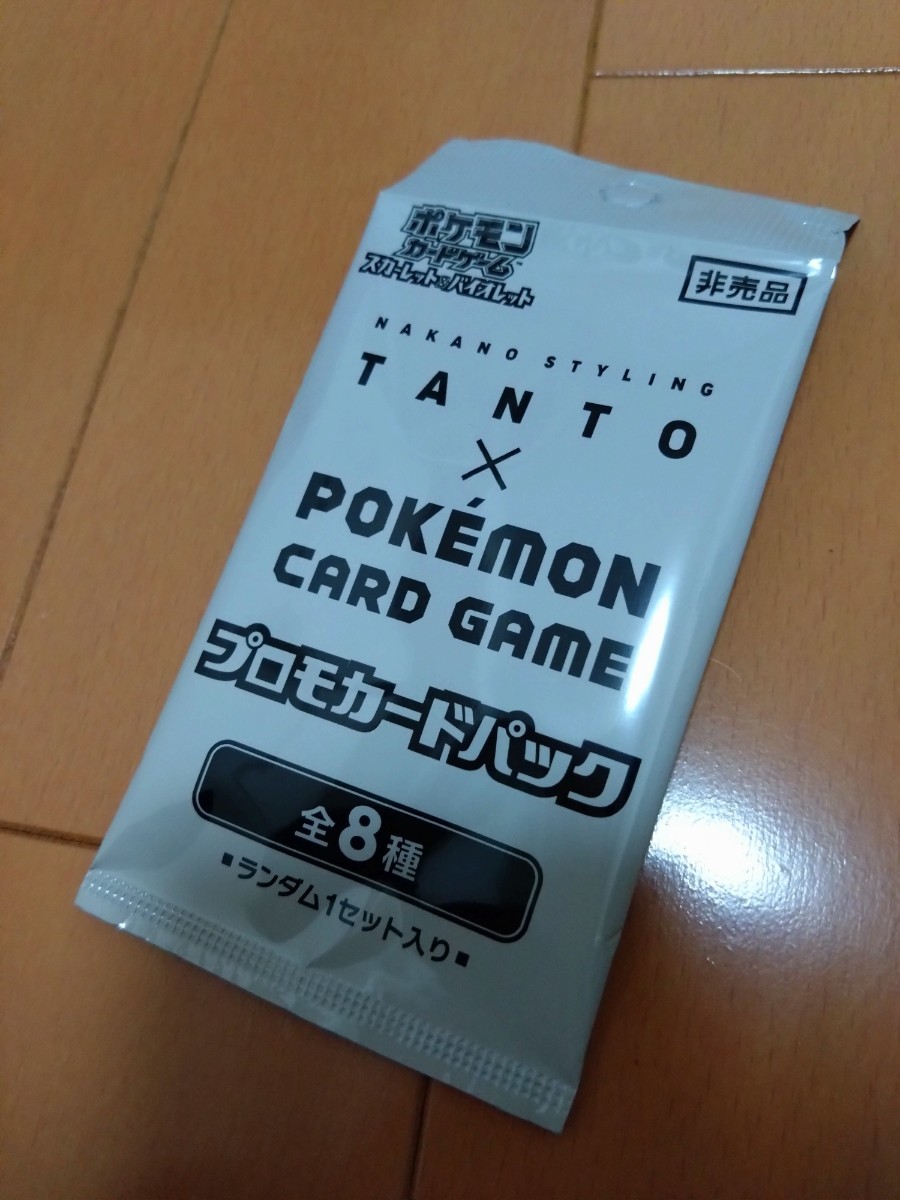 ポケモン
カードゲーム
スカーレット&バイオレット
非売品
NAKANO STYLING
TANTO
×
POKÉMON
CARD GAME
プロモカードパック
全8種
▪ランダム1セット入り▪